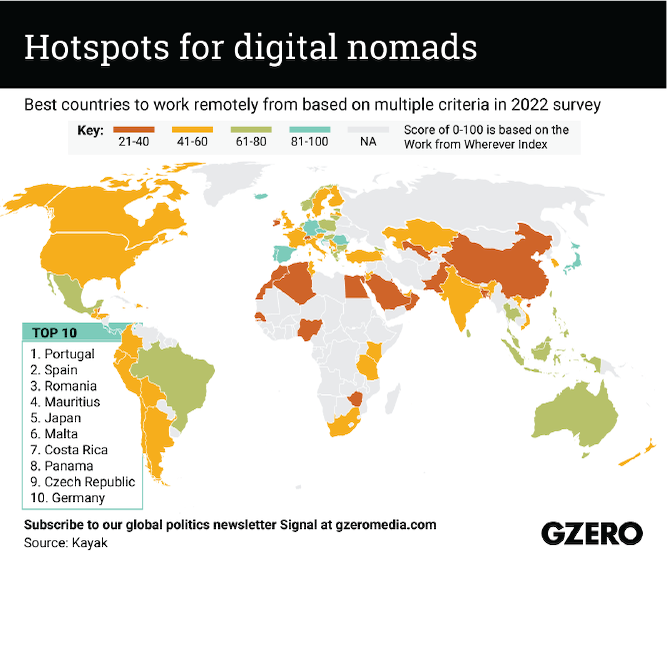 Hotspots for digital nomads
Best countries to work remotely from based on multiple criteria in 2022 survey
Key:
21-40
41-60
61-80
81-100
NA
Score of 0-100 is based on the
Work from Wherever Index
TOP 10
1. Portugal
2. Spain
3. Romania
4. Mauritius
5. Japan
6. Malta
7. Costa Rica
8. Panama
9. Czech Republic
10. Germany
Subscribe to our global politics newsletter Signal at gzeromedia.com
Source: Kayak
GZERO